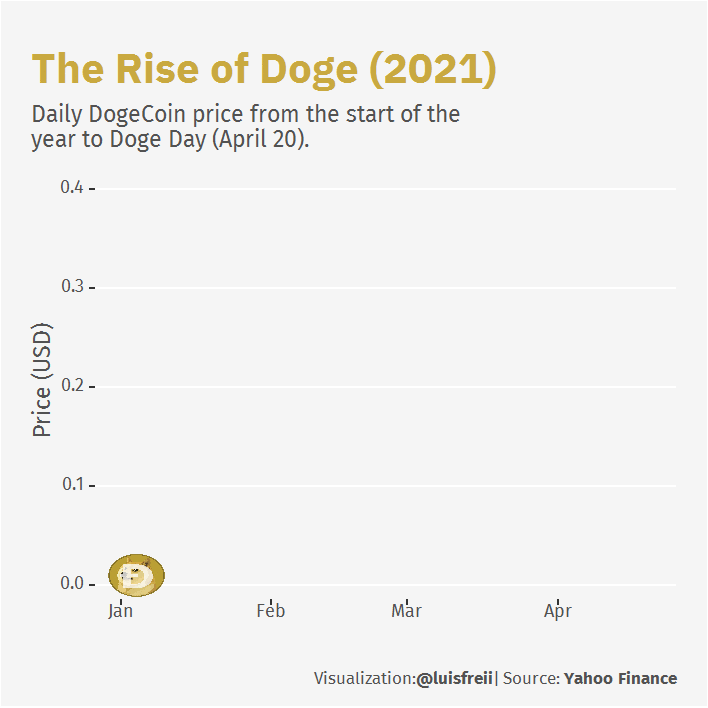 The Rise of Doge (2021)
Daily DogeCoin price from the start of the
year to Doge Day (April 20).
0.4
0.3
0.2
0.1
0.0
Price (USD)
Jan Feb Mar Apr
Visualization:@luisfreii| Source: Yahoo Finance